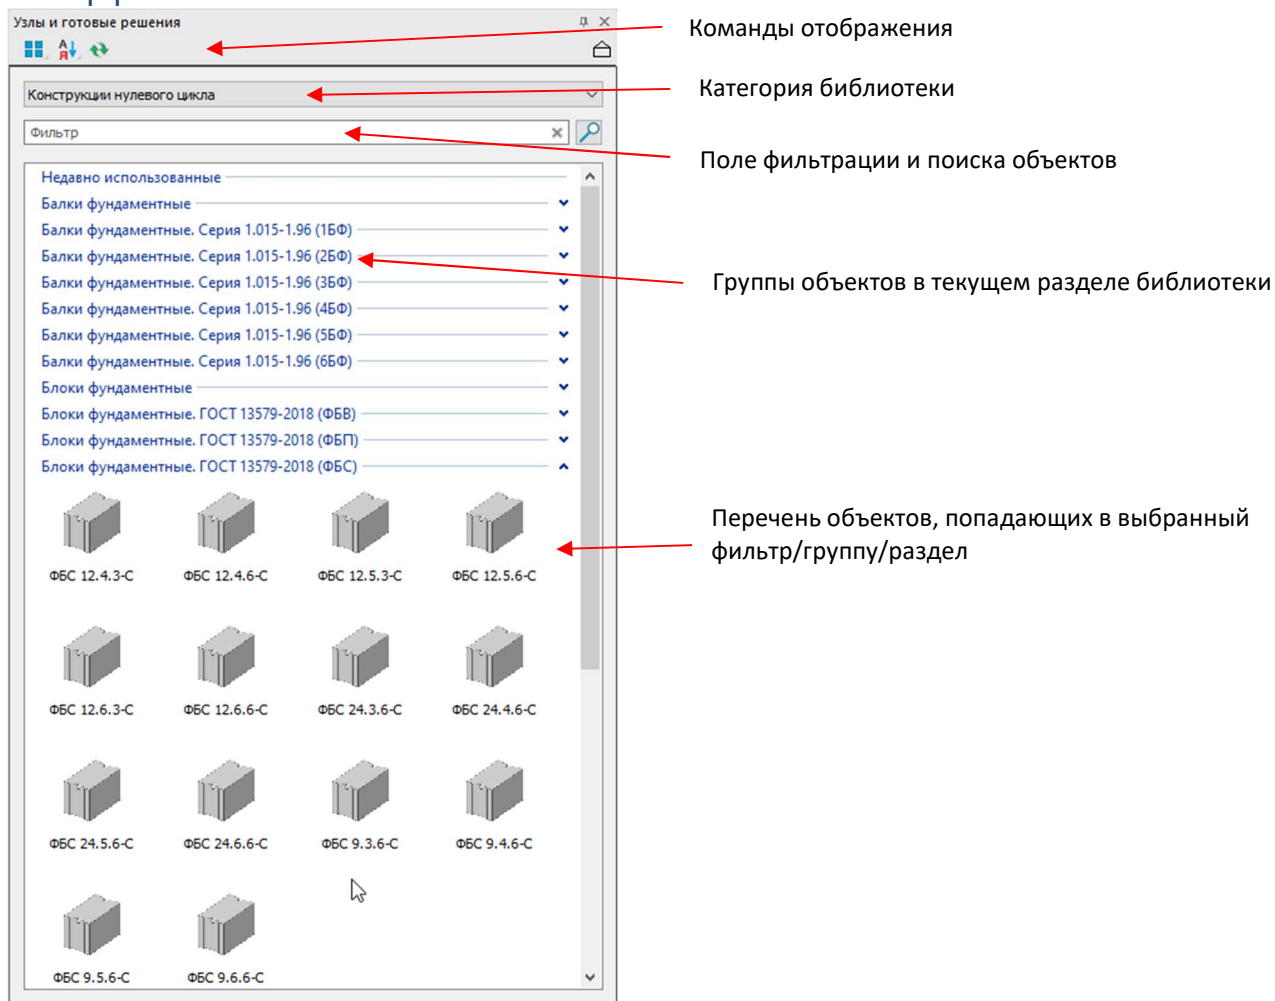 Узлы и готовые решения
Команды отображения
Конструкции нулевого цикла
Категория библиотеки
Фильтр
Поле фильтрации и поиска объектов
Недавно использованные
Балки фундаментные
Балки фундаментные. Серия 1.015-1.96 (1БФ)
Балки фундаментные. Серия 1.015-1.96 (2БФ)
Группы объектов в текущем разделе библиотеки
Балки фундаментные. Серия 1.015-1.96 (3БФ)
Балки фундаментные. Серия 1.015-1.96 (4БФ)
Балки фундаментные. Серия 1.015-1.96 (5БФ)
Балки фундаментные. Серия 1.015-1.96 (6БФ)
Блоки фундаментные
Блоки фундаментные. ГОСТ 13579-2018 (ФБВ)
Блоки фундаментные. ГОСТ 13579-2018 (ФБП)
Блоки фундаментные. ГОСТ 13579-2018 (ФБС)
Перечень объектов, попадающих в выбранный
фильтр/группу/раздел
ФБС 12.4.3-С ФБС 12.4.6-С ФБС 12.5.3-С ФБС 12.5.6-С
ФБС 12.6.3-С ФБС 12.6.6-С ФБС 24.3.6-С ФБС 24.4.6-С
ФБС 24.5.6-С ФБС 24.6.6-С ФБС 9.3.6-С ФБС 9.4.6-С
ФБС 9.5.6-С ФБС 9.6.6-С